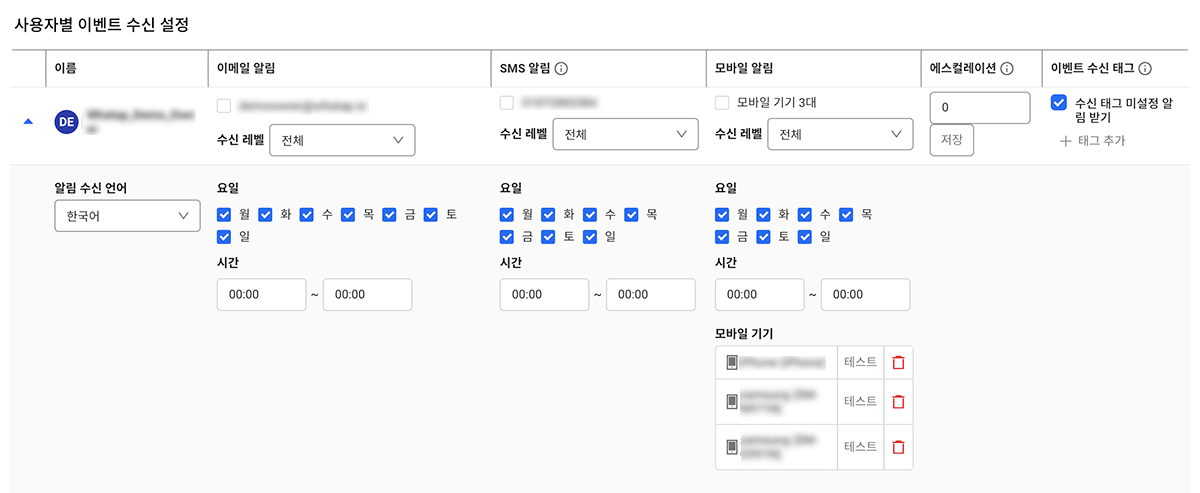 사용자별 이벤트 수신 설정
이름 이메일 알림 SMS 알림 모바일 알림 에스컬레이션 이벤트 수신 태그
DE
모바일 기기 3대
수신 레벨 전체
수신 레벨 전체
수신 레벨 전체
0
저장
수신 태그 미설정 알
림 받기
태그 추가
알림 수신 언어
한국어
요일
월 화 수 목 금 토
일
시간
00:00 ~ 00:00
요일
월 화 수 목
금 토 일
시간
00:00 ~ 00:00
요일
월 화 수 목
금 토 일
시간
00:00 ~ 00:00
모바일 기기
테스트
테스트
테스트